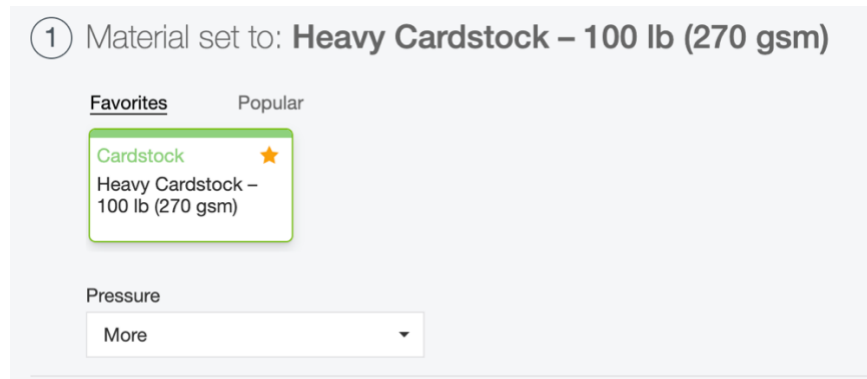 1 Material set to: Heavy Cardstock – 100 lb (270 gsm)
Favorites Popular
Cardstock
Heavy Cardstock –
100 lb (270 gsm)
Pressure
More